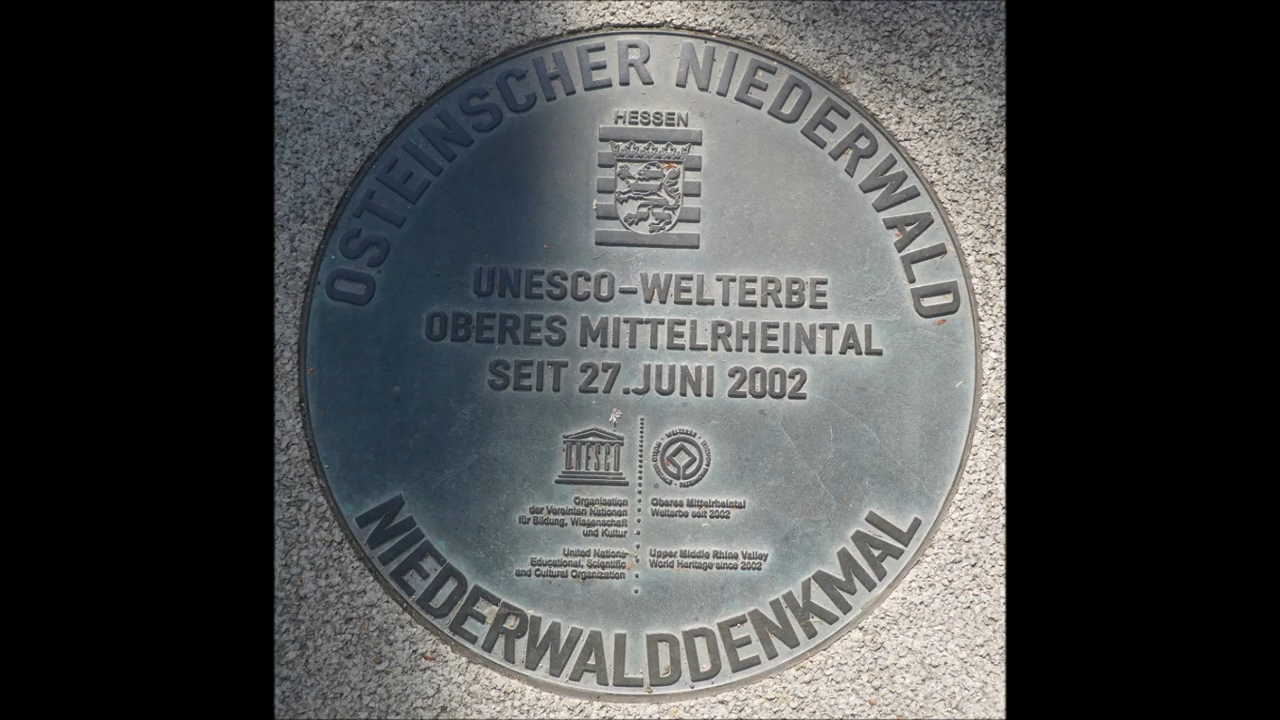 OSTEINSCHER NIEDERWALD
HESSEN
UNESCO-WELTERBE
OBERES MITTELRHEINTAL
SEIT 27.JUNI 2002
UNESCO
Organisation
der Vereinten Nationen
für Bildung, Wissenschaft
und Kultur
United Nations
Educational, Scientific
and Cultural Organization
Oberes Mittelrheintal
Welterbe seit 2002
Upper Middle Rhine Valley
World Heritage since 2002
NIEDERWALDDENKMAL